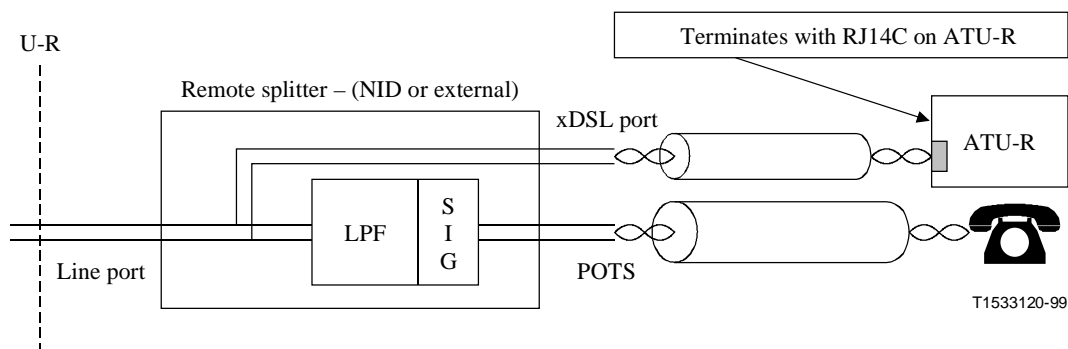 U-R
Terminates with RJ14C on ATU-R
Remote splitter – (NID or external)
xDSL port
ATU-R
LPF
S
I
G
Line port
POTS
T1533120-99